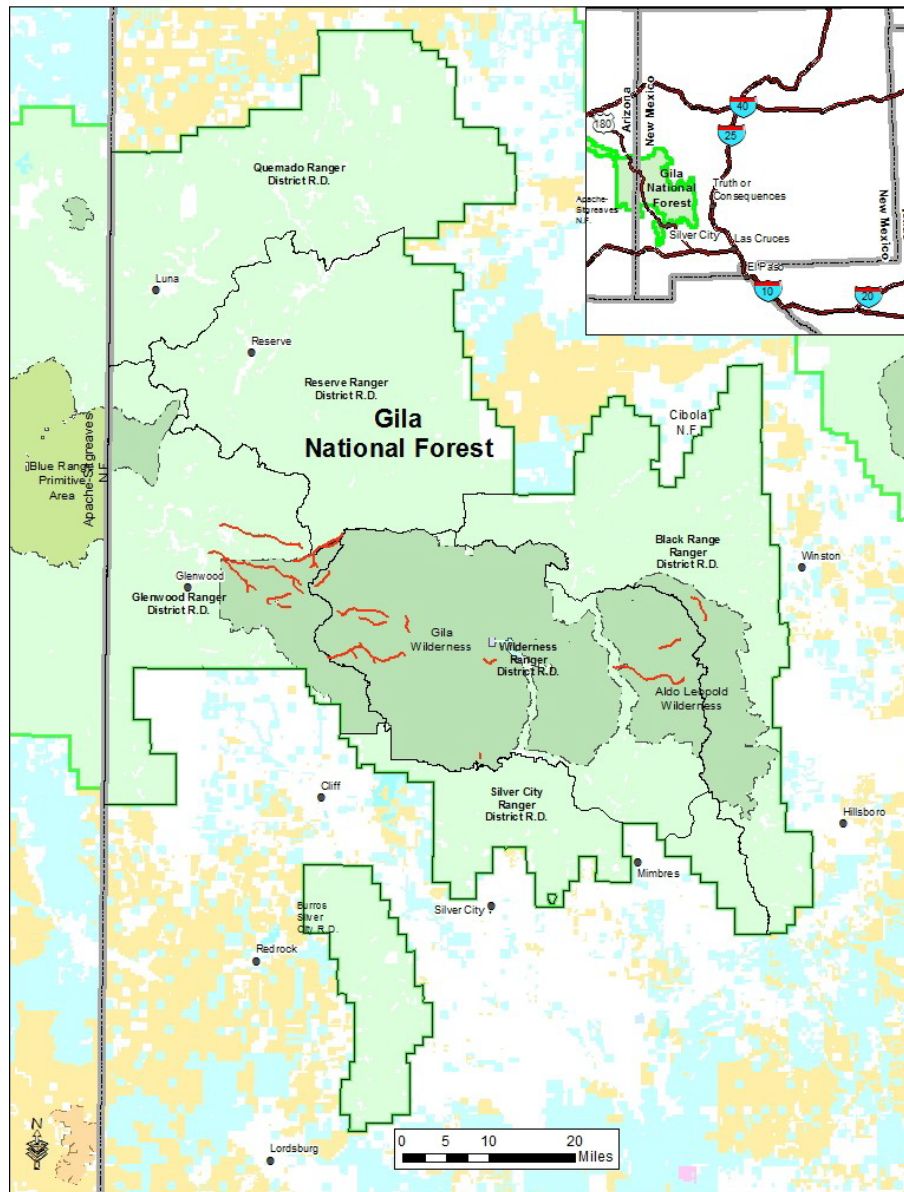 Quemado Ranger
District R.D.
Luna
Reserve
Reserve Ranger
District R.D.
Gila
National Forest
Cibola
N.F.
Apache-Sitgreaves
N.F.
Blue Range
Primitive
Area
Black Range
Ranger
District R.D.
Winston
Glenwood
Glenwood Ranger
District R.D.
Gila
Wilderness
Wilderness
Ranger
District R.D.
Aldo Leopold
Wilderness
Cliff
Silver City
Ranger
District R.D.
Hillsboro
Mimbres
Silver City
Burros
Silver
City R.D.
Redrook
Lordsburg
N
0 5 10 20
Miles
40
25
180
Arizona
New Mexico
Gila
National
Forest
Apache-
Sitgreaves
N.F.
Truth or
Consequences
Silver City
Las Cruces
El Paso
New Mexico
10
20